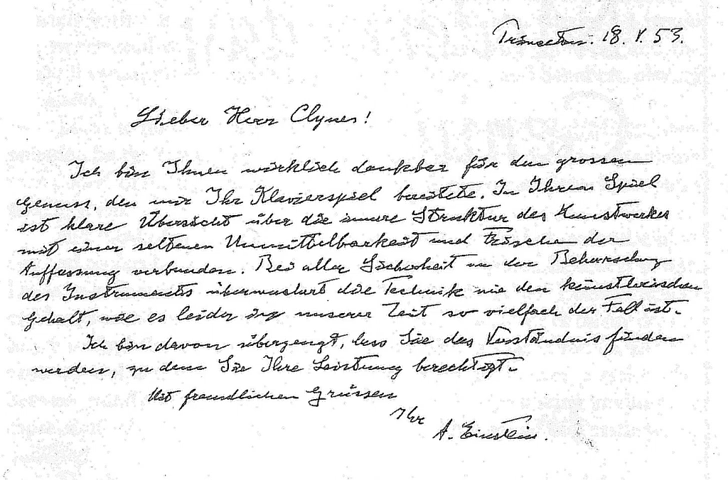 Princeton. 18. V. 53.
Lieber Herr Clynes!
Ich bin Ihnen wirklich dankbar für den grossen
Genuss, den mir Ihr Klavierspiel bereitete. In Ihrem Spiel
ist klare Übersicht über die innere Struktur des Kunstwerkes
mit einer seltenen Unmittelbarkeit und Frische der
Auffassung verbunden. Bei aller Sicherheit in der Beherrschung
des Instruments übermustert die Technik nie den künstlerischen
Gehalt, wie es leider in unserer Zeit so vielfach der Fall ist.
Ich bin davon überzeugt, dass Sie das Verständnis finden
werden, zu dem Sie Ihre Leistung berechtigt.
Mit freundlichen Grüssen
Ihr
A. Einstein.